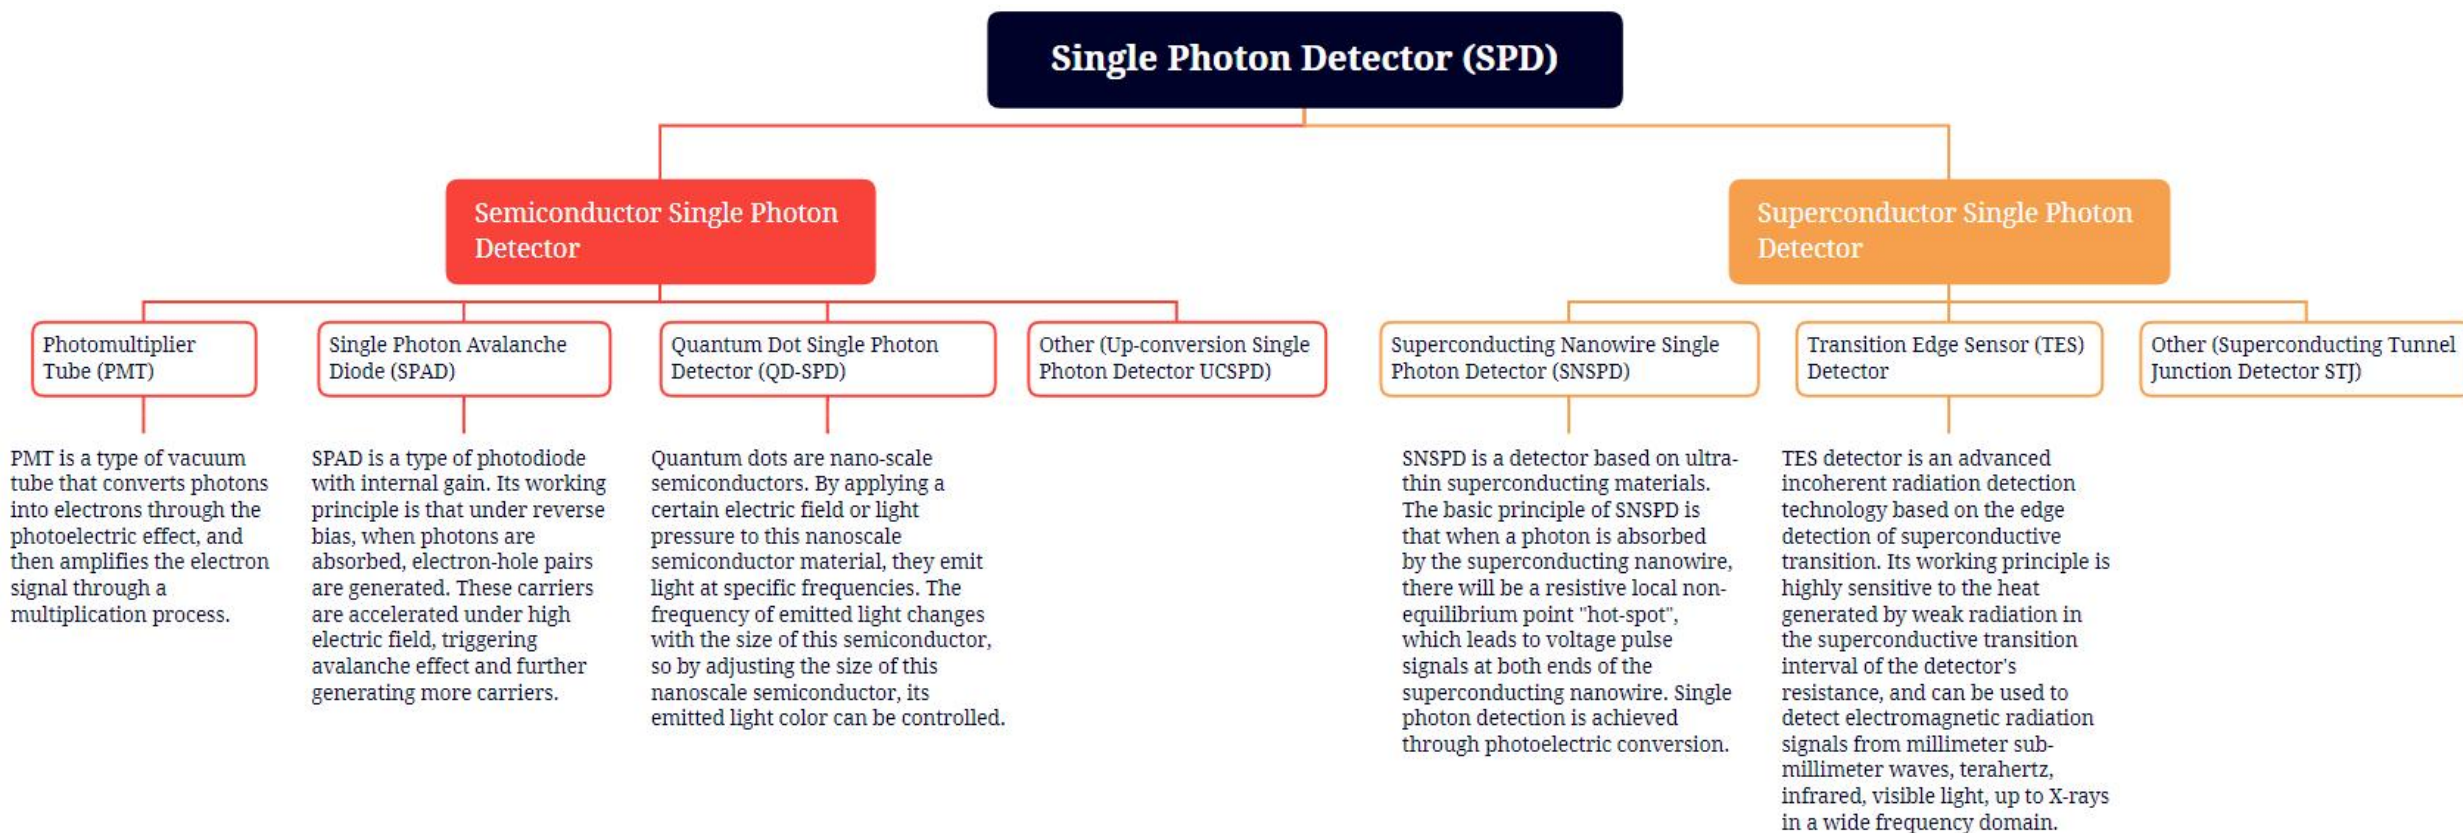 Single Photon Detector (SPD)
Semiconductor Single Photon
Detector
Superconductor Single Photon
Detector
Photomultiplier
Tube (PMT)
Single Photon Avalanche
Diode (SPAD)
Quantum Dot Single Photon
Detector (QD-SPD)
Other (Up-conversion Single
Photon Detector UCSPD)
Superconducting Nanowire Single
Photon Detector (SNSPD)
Transition Edge Sensor (TES)
Detector
Other (Superconducting Tunnel
Junction Detector STJ)
PMT is a type of vacuum
tube that converts photons
into electrons through the
photoelectric effect, and
then amplifies the electron
signal through a
multiplication process.
SPAD is a type of photodiode
with internal gain. Its working
principle is that under reverse
bias, when photons are
absorbed, electron-hole pairs
are generated. These carriers
are accelerated under high
electric field, triggering
avalanche effect and further
generating more carriers.
Quantum dots are nano-scale
semiconductors. By applying a
certain electric field or light
pressure to this nanoscale
semiconductor material, they emit
light at specific frequencies. The
frequency of emitted light changes
with the size of this semiconductor,
so by adjusting the size of this
nanoscale semiconductor, its
emitted light color can be controlled.
SNSPD is a detector based on ultra-
thin superconducting materials.
The basic principle of SNSPD is
that when a photon is absorbed
by the superconducting nanowire,
there will be a resistive local non-
equilibrium point "hot-spot",
which leads to voltage pulse
signals at both ends of the
superconducting nanowire. Single
photon detection is achieved
through photoelectric conversion.
TES detector is an advanced
incoherent radiation detection
technology based on the edge
detection of superconductive
transition. Its working principle is
highly sensitive to the heat
generated by weak radiation in
the superconductive transition
interval of the detector's
resistance, and can be used to
detect electromagnetic radiation
signals from millimeter sub-
millimeter waves, terahertz,
infrared, visible light, up to X-rays
in a wide frequency domain.